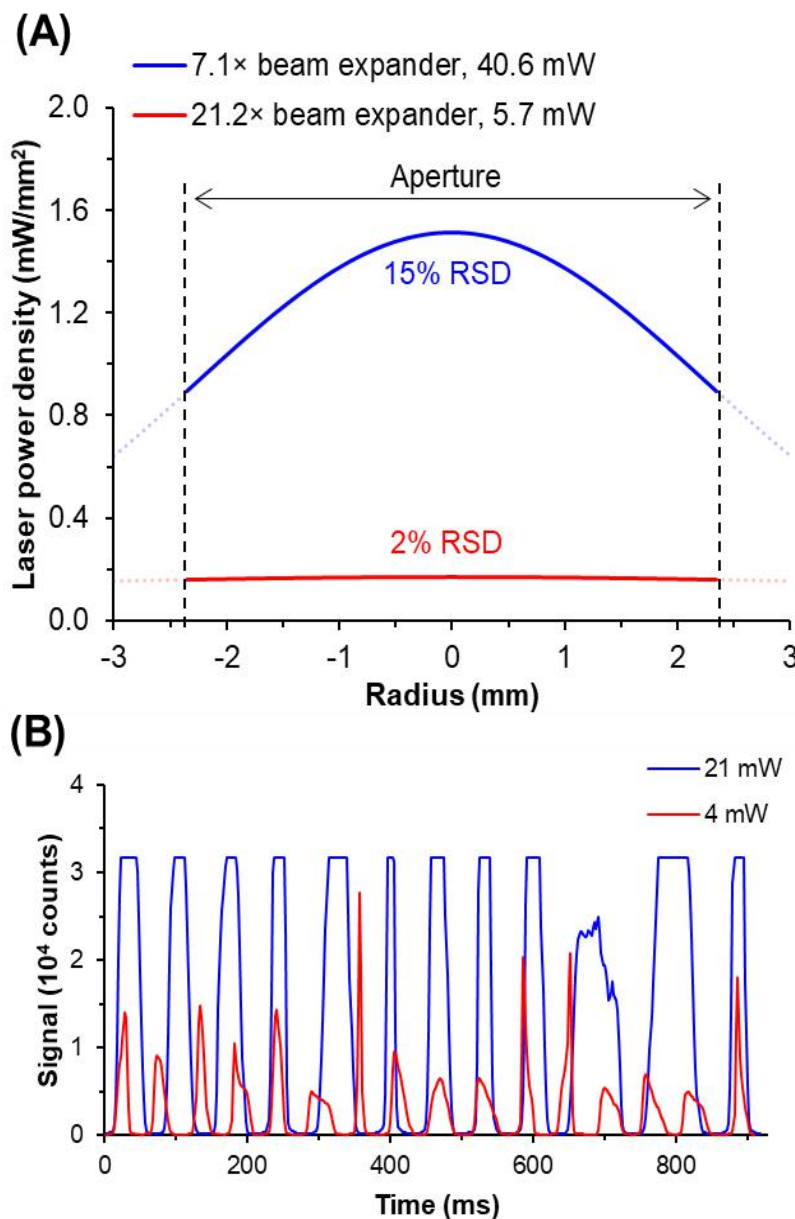 (A)
7.1× beam expander, 40.6 mW
21.2× beam expander, 5.7 mW
2.0
Aperture
1.6
15% RSD
1.2
0.8
0.4
2% RSD
0.0
Laser power density (mW/mm²)
-3 -2 -1 0 1 2 3
Radius (mm)
(B)
21 mW
4 mW
4
3
2
1
0
Signal (10⁴ counts)
0 200 400 600 800
Time (ms)